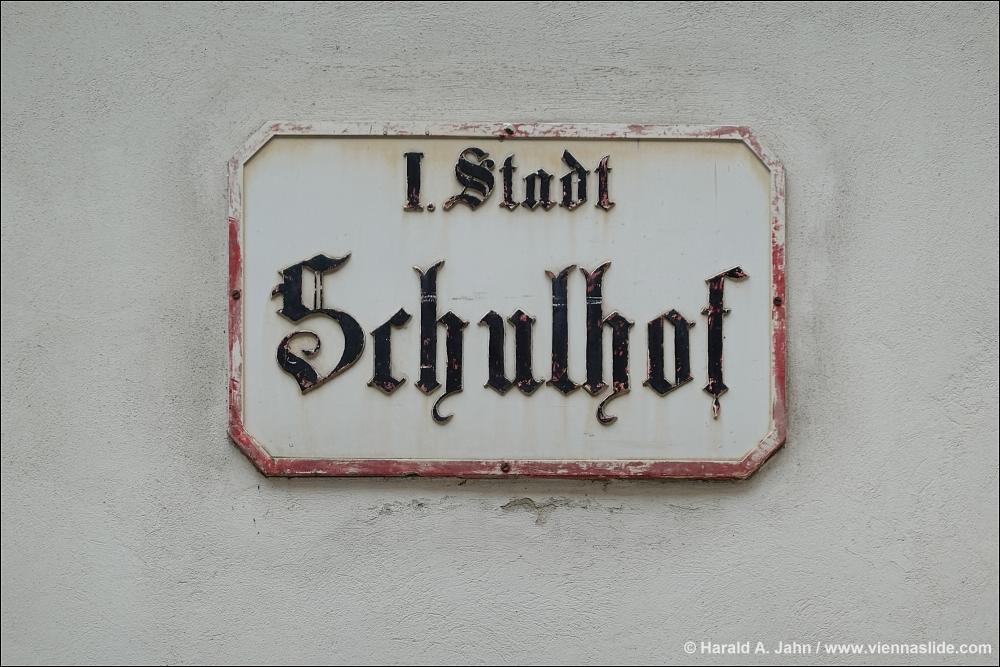 I. Stadt
Schulhof
© Harald A. Jahn / www.viennaslide.com